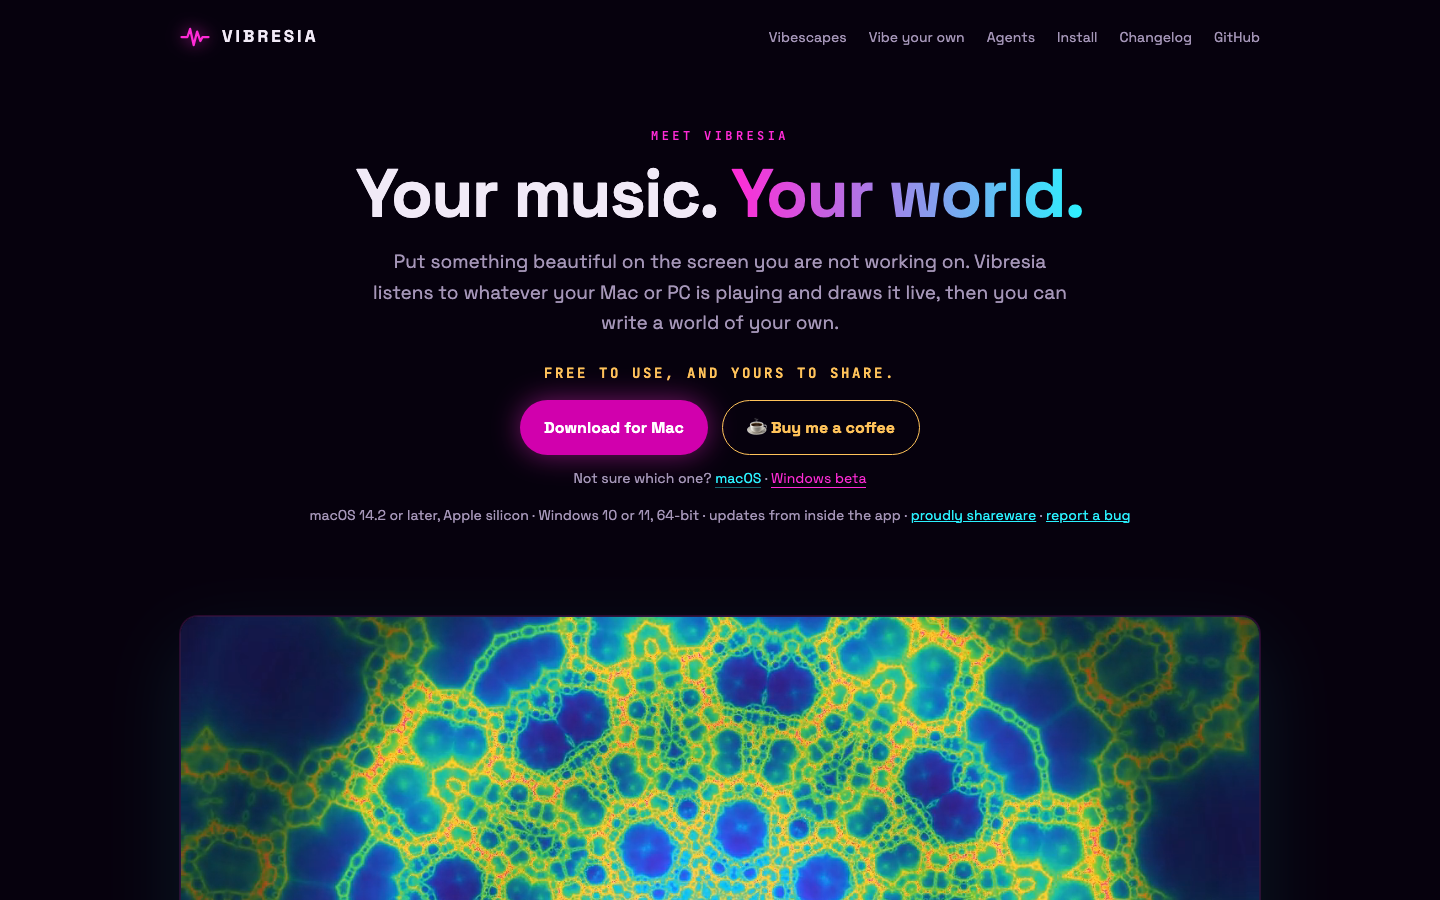 VIBRESIA
Vibescapes Vibe your own Agents Install Changelog GitHub
MEET VIBRESIA
Your music. Your world.
Put something beautiful on the screen you are not working on. Vibresia
listens to whatever your Mac or PC is playing and draws it live, then you can
write a world of your own.
FREE TO USE, AND YOURS TO SHARE.
Download for Mac
☕ Buy me a coffee
Not sure which one? macOS · Windows beta
macOS 14.2 or later, Apple silicon · Windows 10 or 11, 64-bit · updates from inside the app · proudly shareware · report a bug